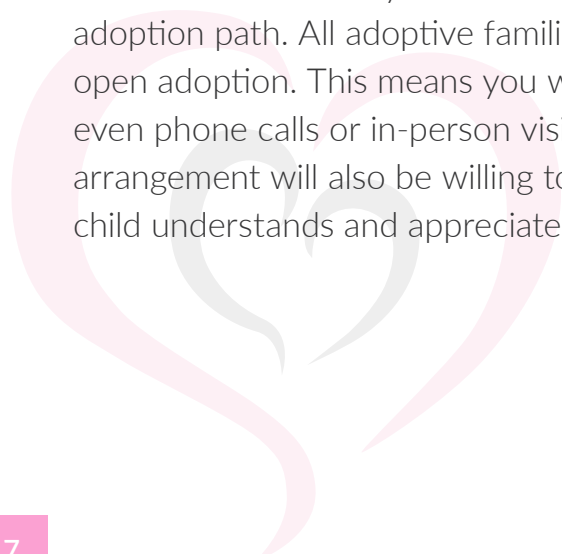 adoption path. All adoptive famili
open adoption. This means you w
even phone calls or in-person vis
arrangement will also be willing to
child understands and appreciate
7